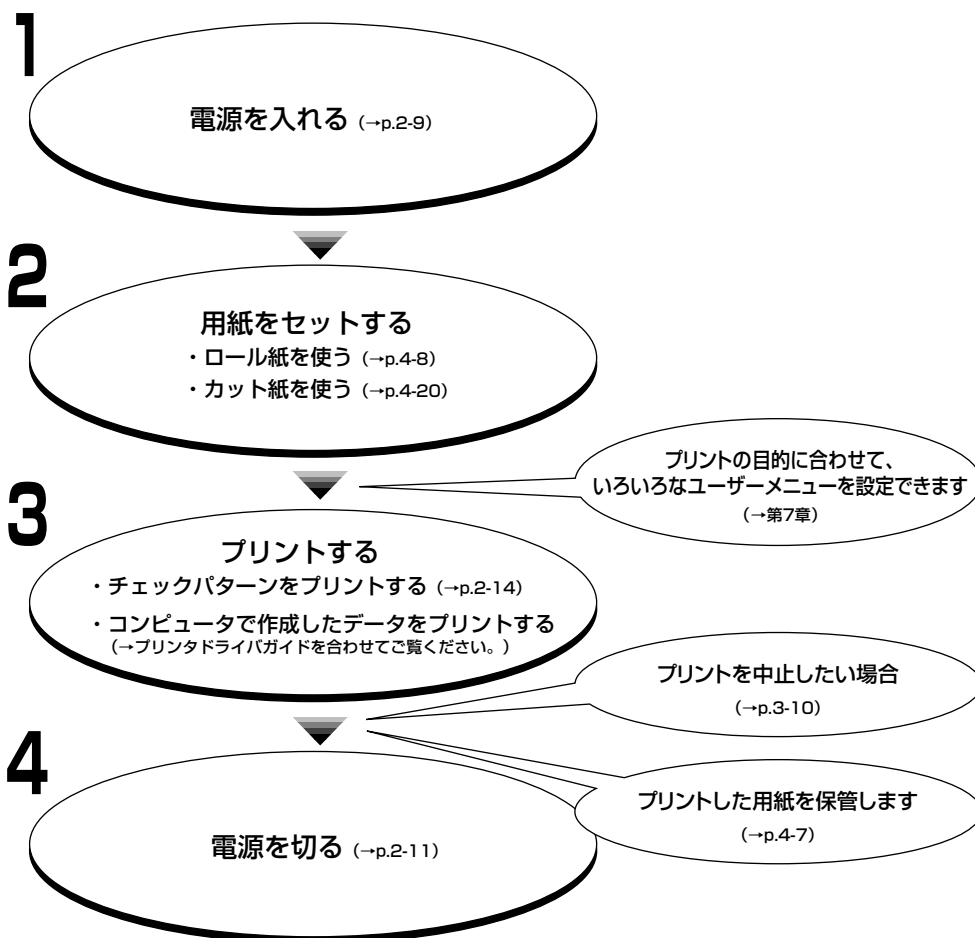 1
電源を入れる（→p.2-9）
2
用紙をセットする
・ロール紙を使う（→p.4-8）
・カット紙を使う（→p.4-20）
プリントの目的に合わせて、
いろいろなユーザーメニューを設定できます
（→第7章）
3
プリントする
・チェックパターンをプリントする（→p.2-14）
・コンピュータで作成したデータをプリントする
（→プリンタドライバガイドを合わせてご覧ください。）
プリントを中止したい場合
（→p.3-10）
4
プリントした用紙を保管します
（→p.4-7）
電源を切る（→p.2-11）